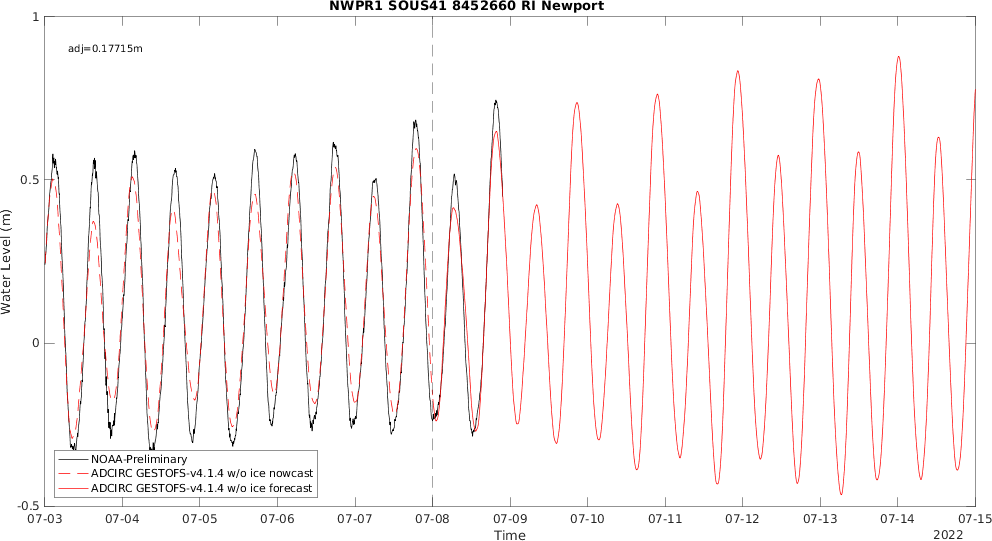 NWPR1 SOUS41 8452660 RI Newport
1
adj=0.17715m
0.5
Water Level (m)
0
NOAA-Preliminary
ADCIRC GESTOFS-v4.1.4 w/o ice nowcast
ADCIRC GESTOFS-v4.1.4 w/o ice forecast
-0.5
07-03 07-04 07-05 07-06 07-07 07-08 07-09 07-10 07-11 07-12 07-13 07-14 07-15
Time
2022